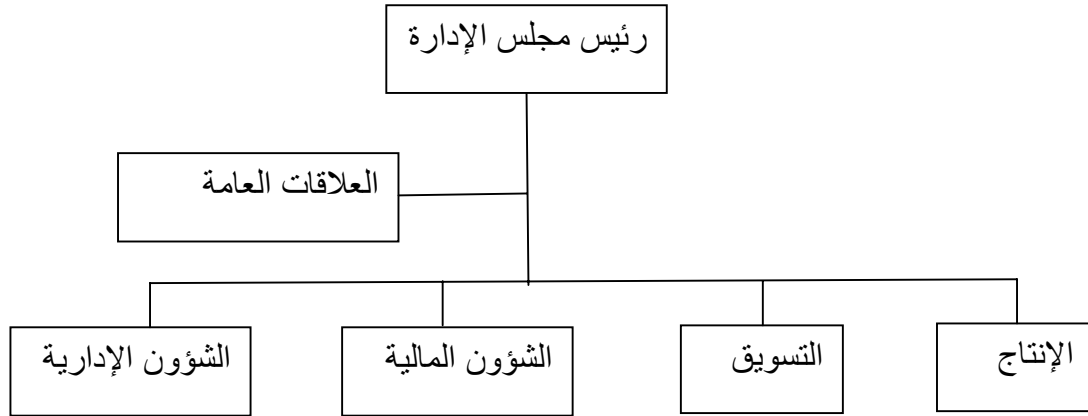 رئيس مجلس الإدارة
العلاقات العامة
الإنتاج
التسويق
الشؤون المالية
الشؤون الإدارية